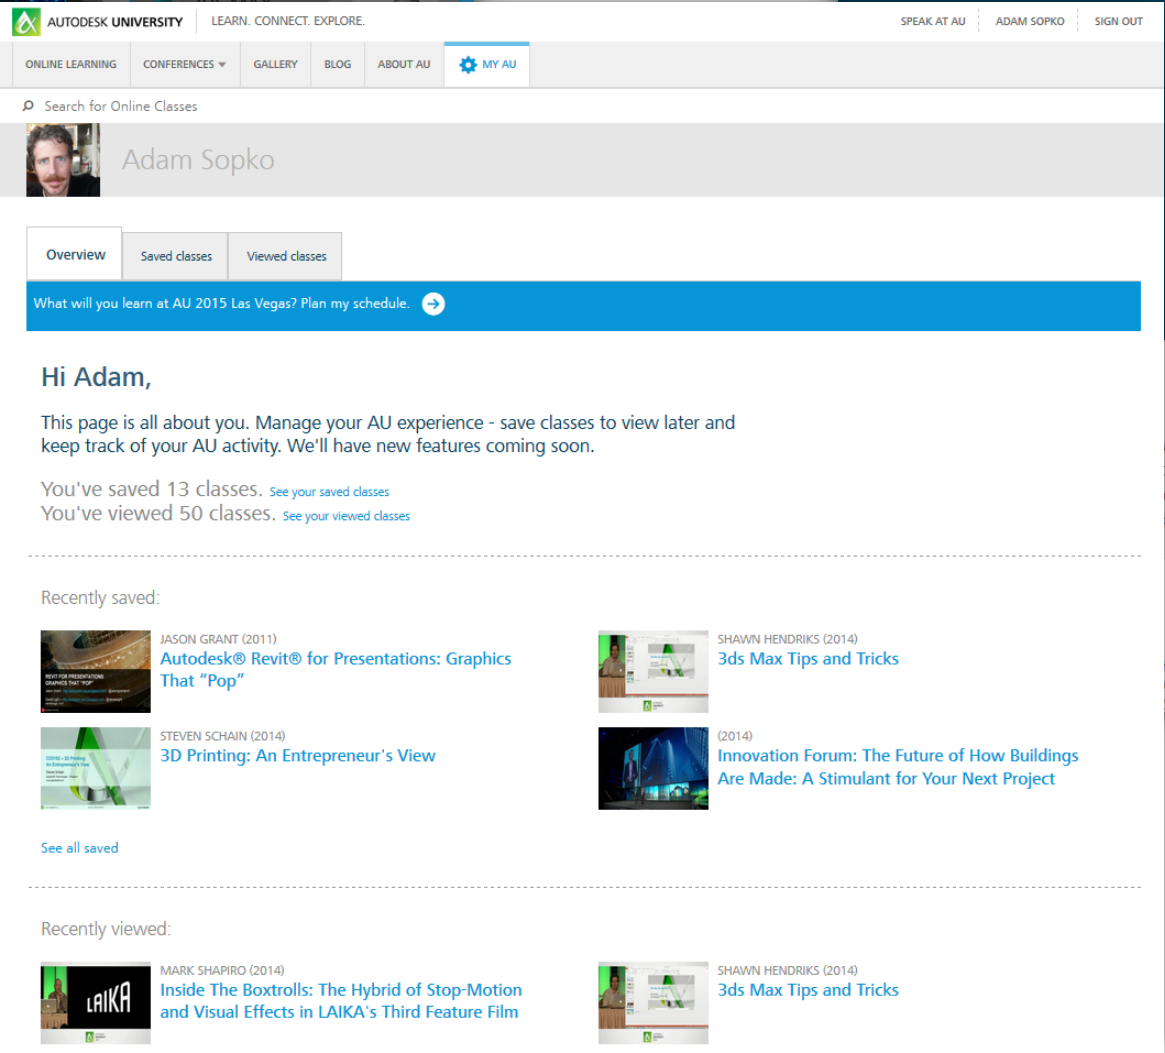 AUTODESK UNIVERSITY LEARN. CONNECT. EXPLORE. SPEAK AT AU ADAM SOPKO SIGN OUT
ONLINE LEARNING CONFERENCES GALLERY BLOG ABOUT AU MY AU
Search for Online Classes
Adam Sopko
Overview Saved classes Viewed classes
What will you learn at AU 2015 Las Vegas? Plan my schedule.
Hi Adam,
This page is all about you. Manage your AU experience - save classes to view later and
keep track of your AU activity. We'll have new features coming soon.
You've saved 13 classes. See your saved classes
You've viewed 50 classes. See your viewed classes
Recently saved:
REVIT FOR PRESENTATIONS:
GRAPHICS THAT "POP"
JASON GRANT (2011)
Autodesk® Revit® for Presentations: Graphics
That “Pop”
SHAWN HENDRIKS (2014)
3ds Max Tips and Tricks
STEVEN SCHAIN (2014)
3D Printing: An Entrepreneur's View
(2014)
Innovation Forum: The Future of How Buildings
Are Made: A Stimulant for Your Next Project
See all saved
Recently viewed:
LAIKA
MARK SHAPIRO (2014)
Inside The Boxtrolls: The Hybrid of Stop-Motion
and Visual Effects in LAIKA's Third Feature Film
SHAWN HENDRIKS (2014)
3ds Max Tips and Tricks